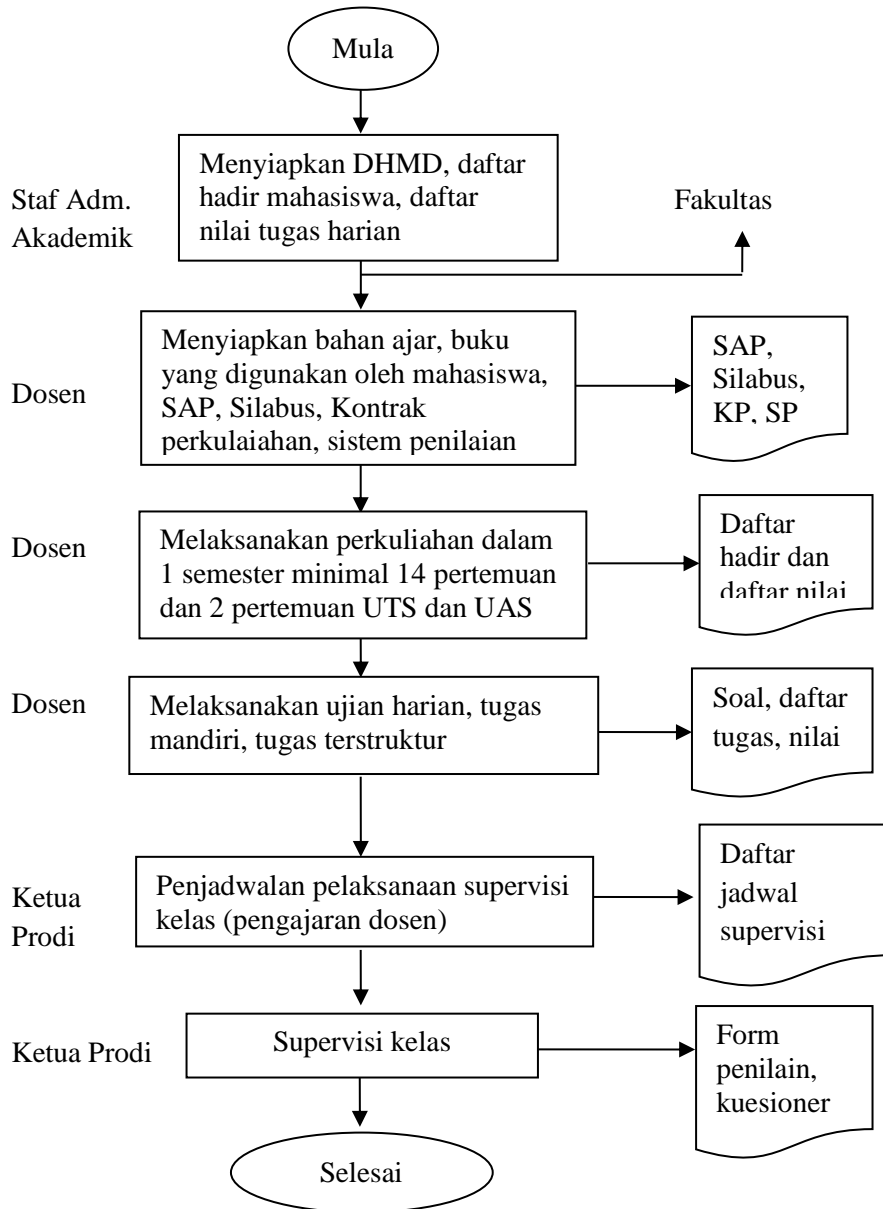 Mula
Staf Adm.
Akademik
Menyiapkan DHMD, daftar
hadir mahasiswa, daftar
nilai tugas harian
Fakultas
Dosen
Menyiapkan bahan ajar, buku
yang digunakan oleh mahasiswa,
SAP, Silabus, Kontrak
perkulaiahan, sistem penilaian
SAP,
Silabus,
KP, SP
Dosen
Melaksanakan perkuliahan dalam
1 semester minimal 14 pertemuan
dan 2 pertemuan UTS dan UAS
Daftar
hadir dan
daftar nilai
Dosen
Melaksanakan ujian harian, tugas
mandiri, tugas terstruktur
Soal, daftar
tugas, nilai
Ketua
Prodi
Penjadwalan pelaksanaan supervisi
kelas (pengajaran dosen)
Daftar
jadwal
supervisi
Ketua Prodi
Supervisi kelas
Form
penilain,
kuesioner
Selesai